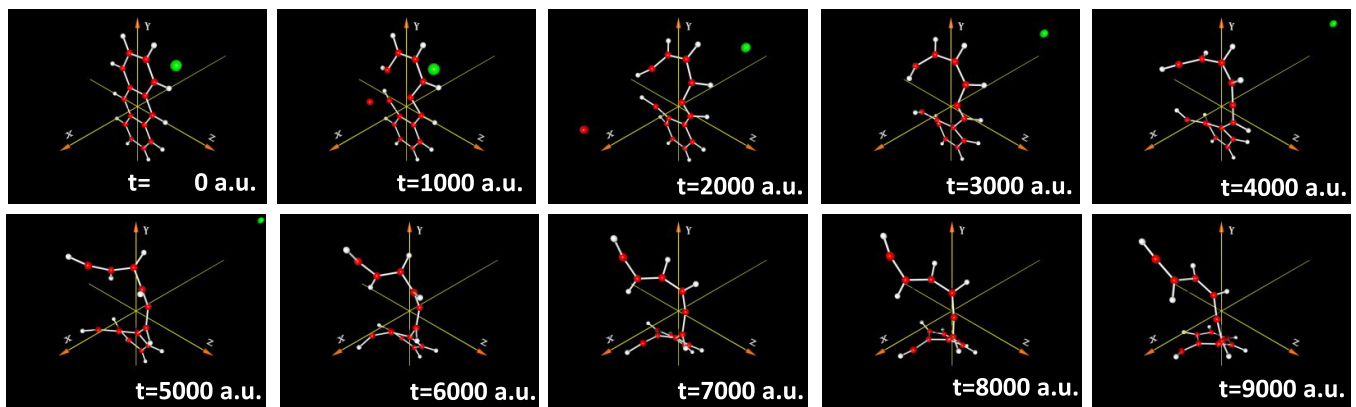 Y
X
Z
t= 0 a.u.
Y
X
Z
t=1000 a.u.
Y
X
Z
t=2000 a.u.
Y
X
Z
t=3000 a.u.
Y
X
Z
t=4000 a.u.
Y
X
Z
t=5000 a.u.
Y
X
Z
t=6000 a.u.
Y
X
Z
t=7000 a.u.
Y
X
Z
t=8000 a.u.
Y
X
Z
t=9000 a.u.